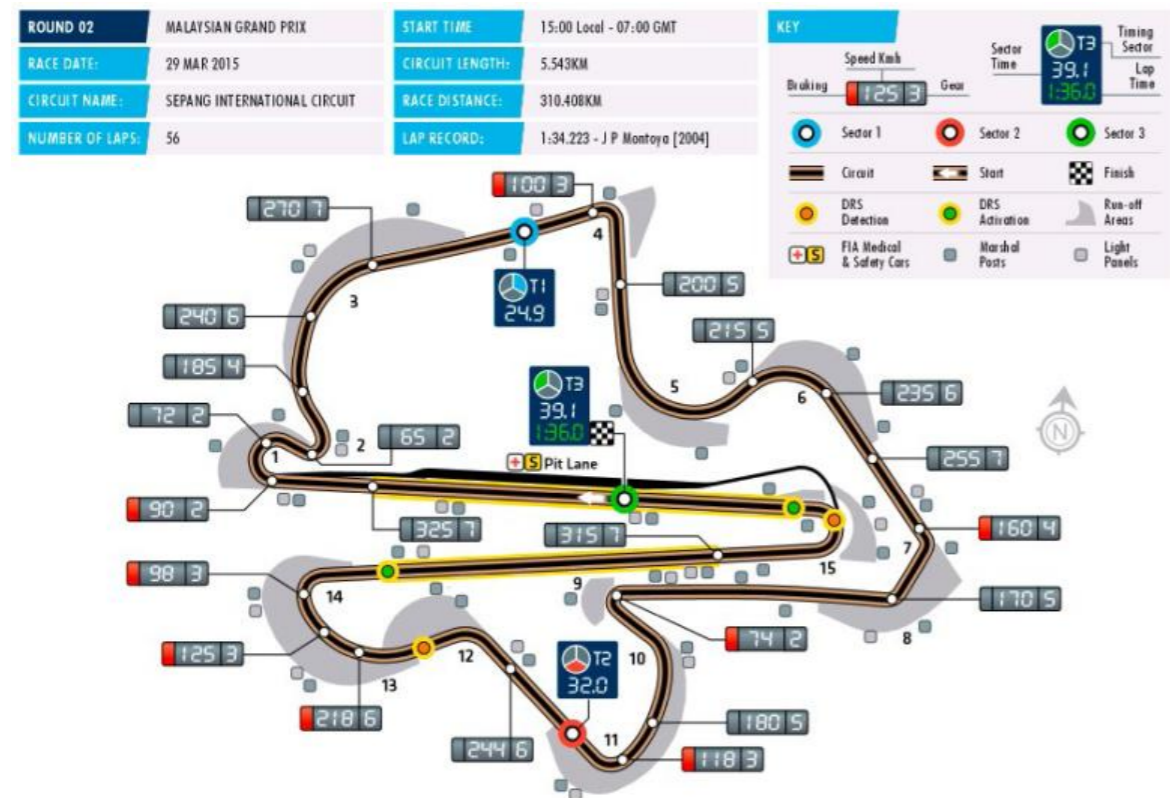 ROUND 02 MALAYSIAN GRAND PRIX
RACE DATE: 29 MAR 2015
CIRCUIT NAME: SEPANG INTERNATIONAL CIRCUIT
NUMBER OF LAPS: 56
START TIME 15:00 Local - 07:00 GMT
CIRCUIT LENGTH: 5.543KM
RACE DISTANCE: 310.408KM
LAP RECORD: 1:34.223 - J P Montoya [2004]
KEY
Speed Kmh
Braking 125 3 Gear
Sector Time
T3
39.1
1:36.0
Timing Sector
Lap Time
Sector 1
Sector 2
Sector 3
Circuit
Start
Finish
DRS Detection
DRS Activation
Run-off Areas
+ S FIA Medical & Safety Cars
Marshal Posts
Light Panels
100 3
270 7
4
T1
24.9
200 5
3
240 6
215 5
185 4
5
6
235 6
T3
39.1
1:36.0
72 2
65 2
2
1
255 7
+ S Pit Lane
90 2
325 7
315 7
160 4
7
15
98 3
9
14
170 5
8
74 2
125 3
12
T2
32.0
10
13
218 6
180 5
244 6
11
118 3
N